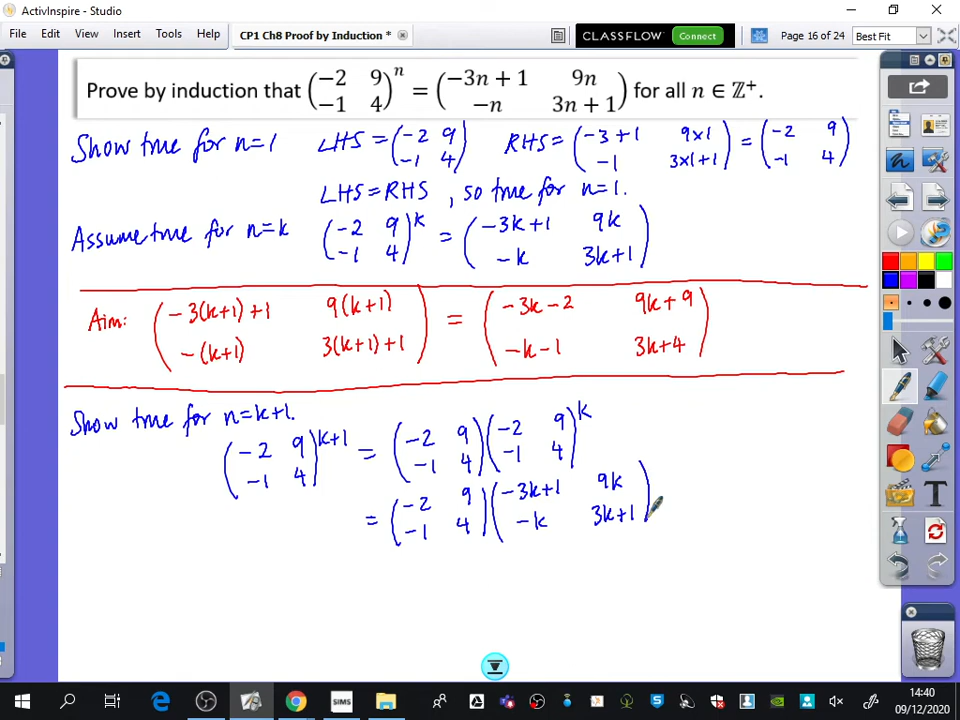 ActivInspire - Studio
File Edit View Insert Tools Help CP1 Ch8 Proof by Induction * CLASSFLOW Connect Page 16 of 24 Best Fit
Prove by induction that (−2 9 / −1 4)^n = (−3n + 1 9n / −n 3n + 1) for all n ∈ ℤ⁺.
Show true for n=1 LHS = (−2 9 / −1 4) RHS = (−3+1 9×1 / −1 3×1+1) = (−2 9 / −1 4)
LHS = RHS , so true for n=1.
Assume true for n=k (−2 9 / −1 4)^k = (−3k+1 9k / −k 3k+1)
Aim: (−3(k+1)+1 9(k+1) / −(k+1) 3(k+1)+1) = (−3k−2 9k+9 / −k−1 3k+4)
Show true for n=k+1.
(−2 9 / −1 4)^k+1 = (−2 9 / −1 4)(−2 9 / −1 4)^k
= (−2 9 / −1 4)(−3k+1 9k / −k 3k+1)
SIMS
14:40
09/12/2020